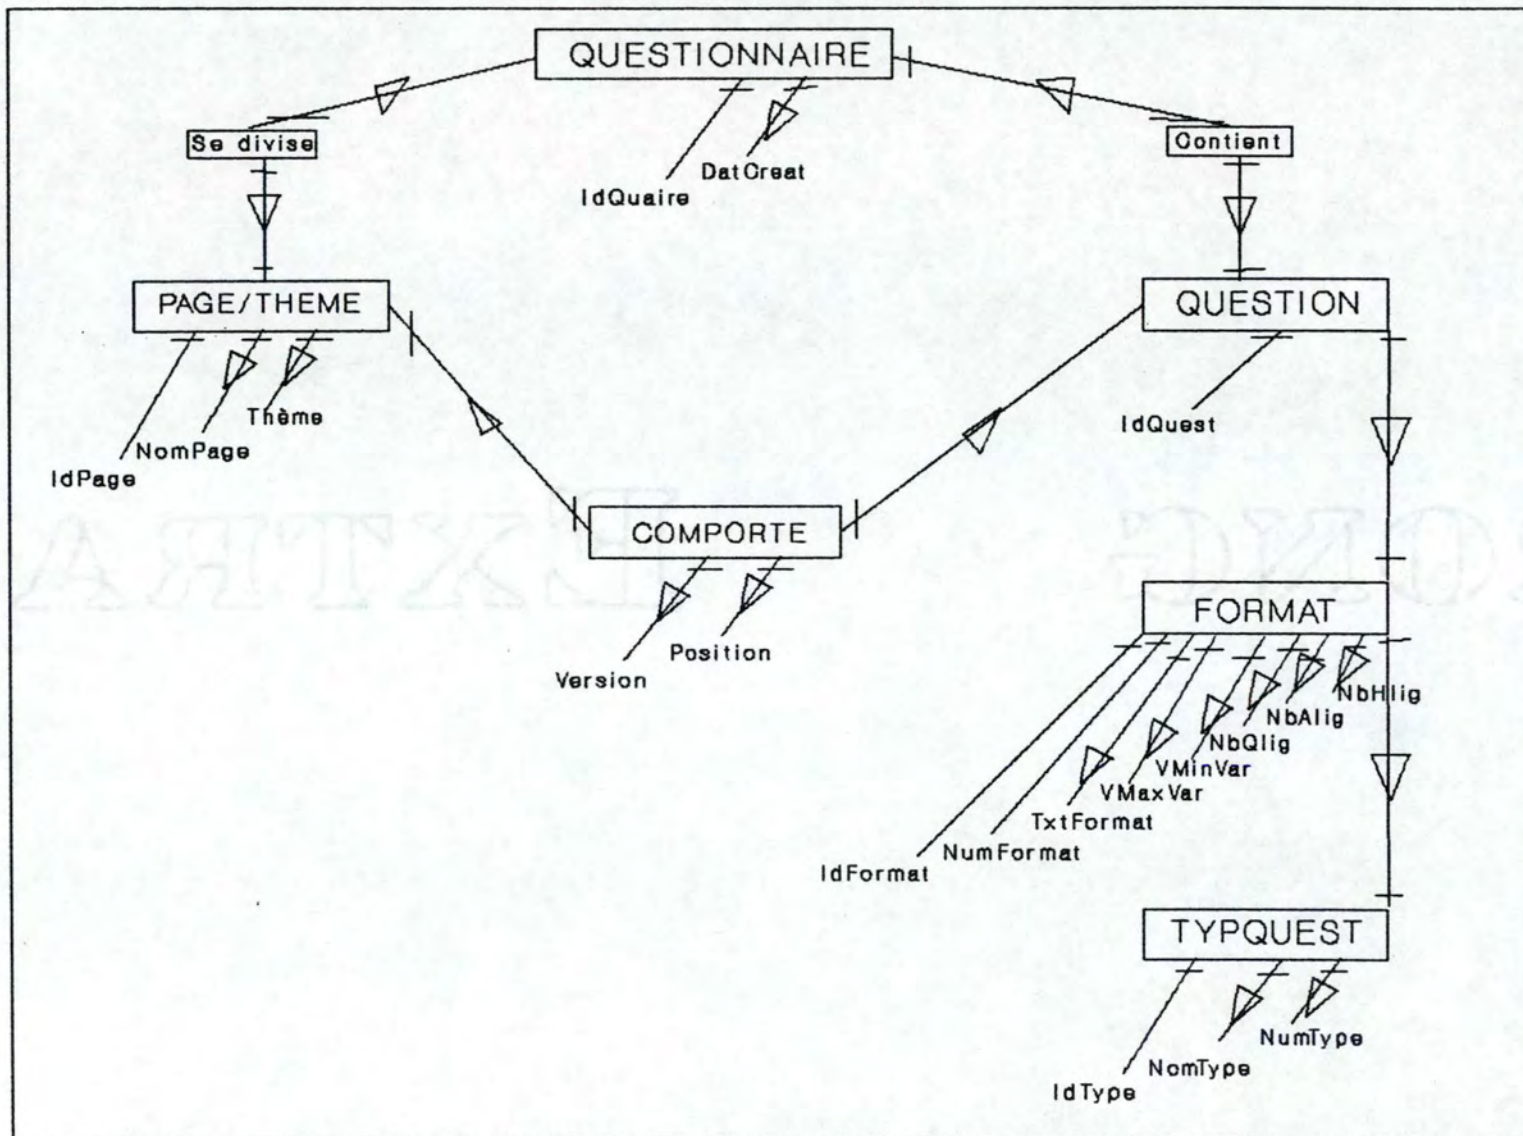 QUESTIONNAIRE
Se divise
Contient
DatCreat
IdQuaire
PAGE/THEME
QUESTION
Thème
NomPage
IdPage
IdQuest
COMPORTE
Position
Version
FORMAT
NbHlig
NbAlig
NbQlig
VMinVar
VMaxVar
TxtFormat
NumFormat
IdFormat
TYPQUEST
NumType
NomType
IdType